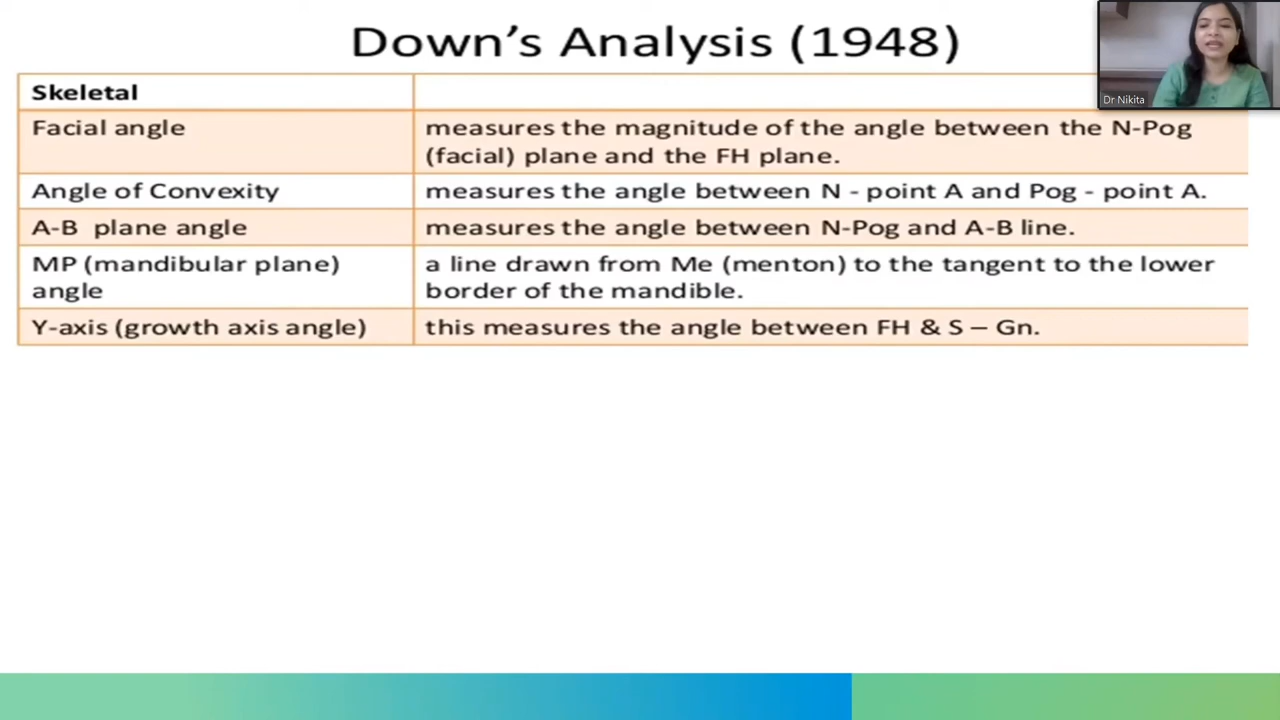 Down's Analysis (1948)
Dr Nikita
Skeletal
Facial angle
measures the magnitude of the angle between the N-Pog
(facial) plane and the FH plane.
Angle of Convexity
measures the angle between N - point A and Pog - point A.
A-B plane angle
measures the angle between N-Pog and A-B line.
MP (mandibular plane)
angle
a line drawn from Me (menton) to the tangent to the lower
border of the mandible.
Y-axis (growth axis angle)
this measures the angle between FH & S – Gn.